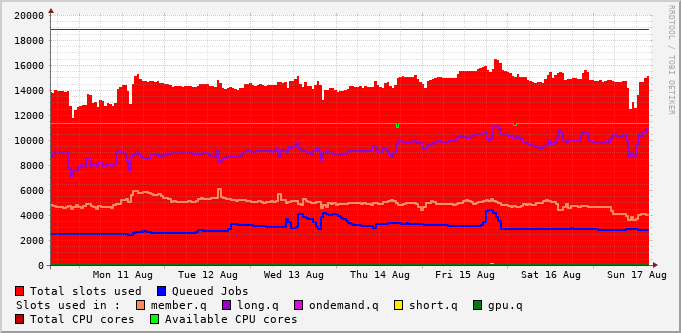 20000
18000
16000
14000
12000
10000
8000
6000
4000
2000
0
Mon 11 Aug Tue 12 Aug Wed 13 Aug Thu 14 Aug Fri 15 Aug Sat 16 Aug Sun 17 Aug
Total slots used Queued Jobs
Slots used in : member.q long.q ondemand.q short.q gpu.q
Total CPU cores Available CPU cores
RRDTOOL / TOBI OETIKER